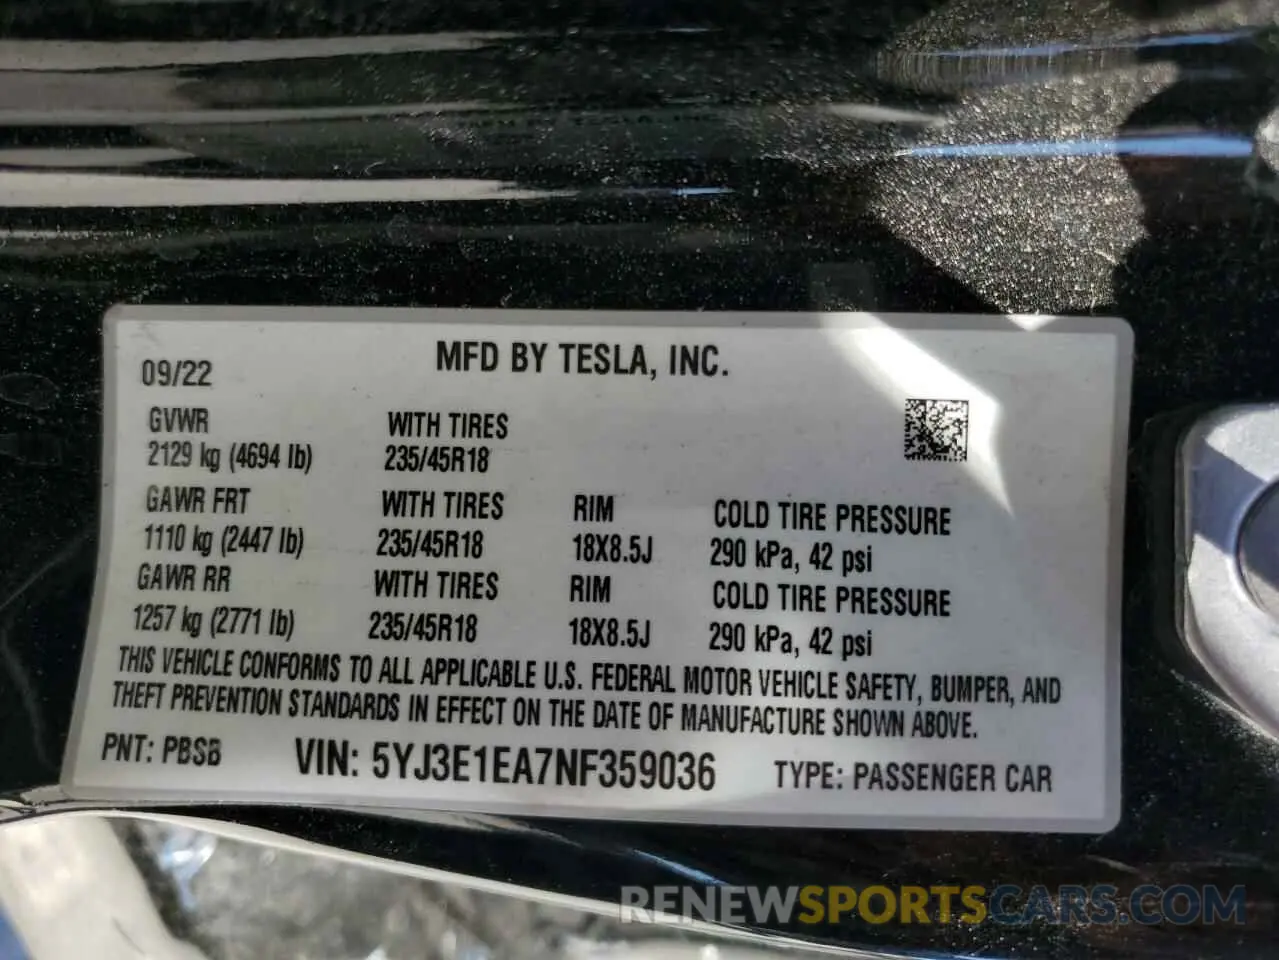 MFD BY TESLA, INC.
09/22
GVWR WITH TIRES
2129 kg (4694 lb) 235/45R18
GAWR FRT WITH TIRES RIM COLD TIRE PRESSURE
1110 kg (2447 lb) 235/45R18 18X8.5J 290 kPa, 42 psi
GAWR RR WITH TIRES RIM COLD TIRE PRESSURE
1257 kg (2771 lb) 235/45R18 18X8.5J 290 kPa, 42 psi
THIS VEHICLE CONFORMS TO ALL APPLICABLE U.S. FEDERAL MOTOR VEHICLE SAFETY, BUMPER, AND
THEFT PREVENTION STANDARDS IN EFFECT ON THE DATE OF MANUFACTURE SHOWN ABOVE.
PNT: PBSB VIN: 5YJ3E1EA7NF359036 TYPE: PASSENGER CAR
RENEWSPORTSCARS.COM